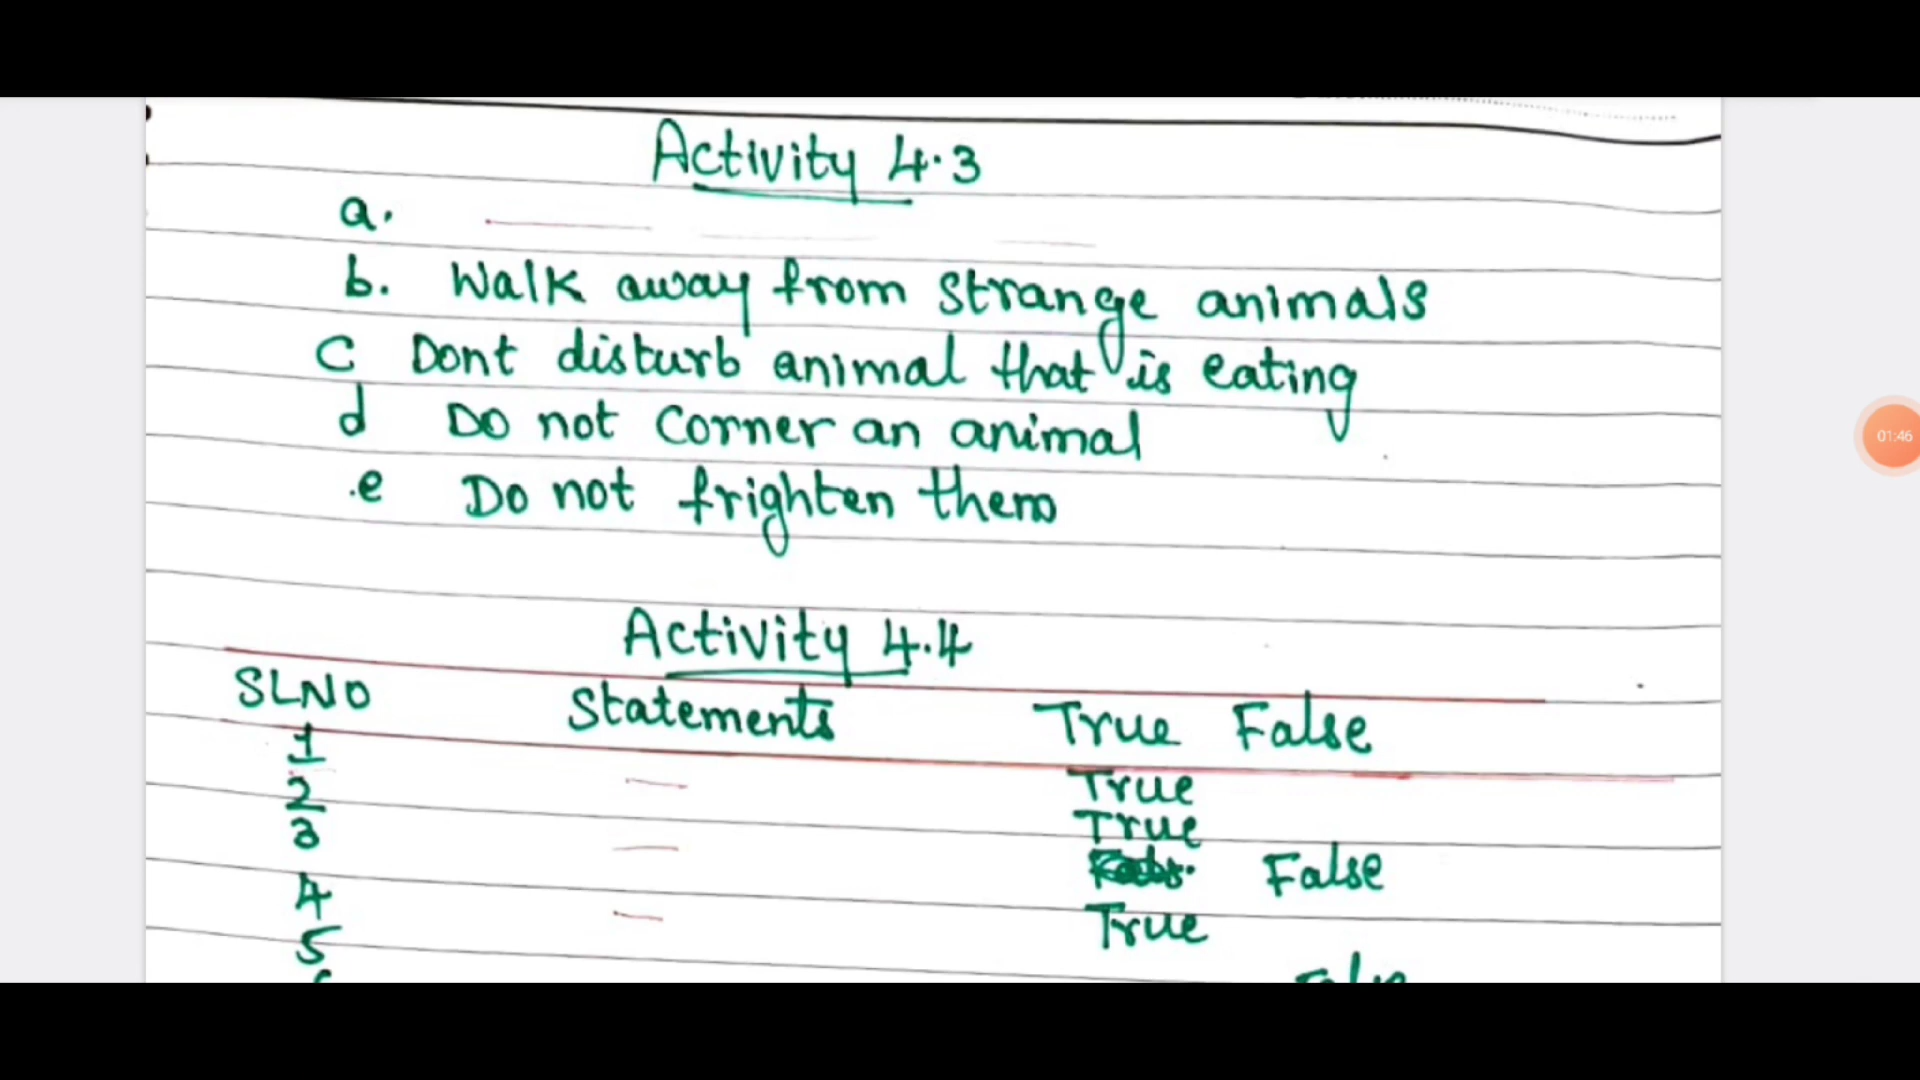 Activity 4.3
a.
b. Walk away from strange animals
C Dont disturb animal that is eating
d Do not corner an animal
.e Do not frighten them
Activity 4.4
SLNO Statements True False
1 True
2 True
3 False
4 True
5
01:46